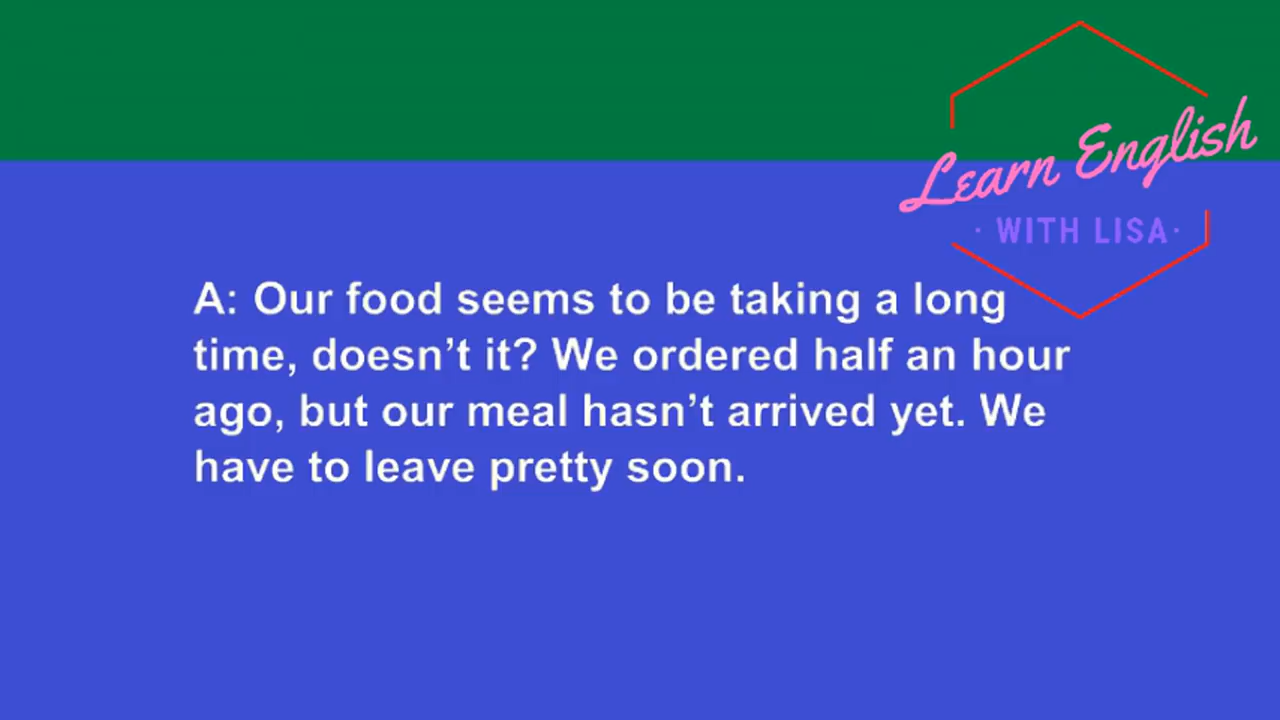 Learn English
· WITH LISA·
A: Our food seems to be taking a long
time, doesn’t it? We ordered half an hour
ago, but our meal hasn’t arrived yet. We
have to leave pretty soon.